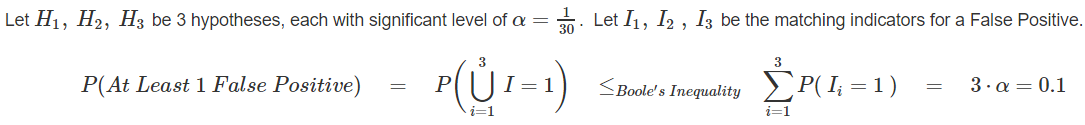 Let H₁, H₂, H₃ be 3 hypotheses, each with significant level of α = 1/30. Let I₁, I₂ , I₃ be the matching indicators for a False Positive.
P(At Least 1 False Positive) = P(⋃_{i=1}^{3} I = 1) ≤_{Boole's Inequality} ∑_{i=1}^{3} P(I_i = 1) = 3·α = 0.1